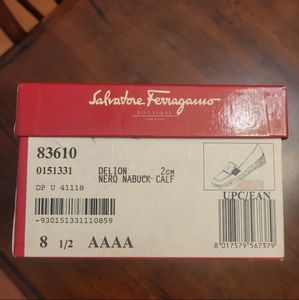 Salvatore Ferragamo
BOUTIQUE
83610
0151331 DELION 2cm
NERO NABUCK CALF
DP U 41118
-930151331110859
UPC/EAN
8 1/2 AAAA
8 017579 567379